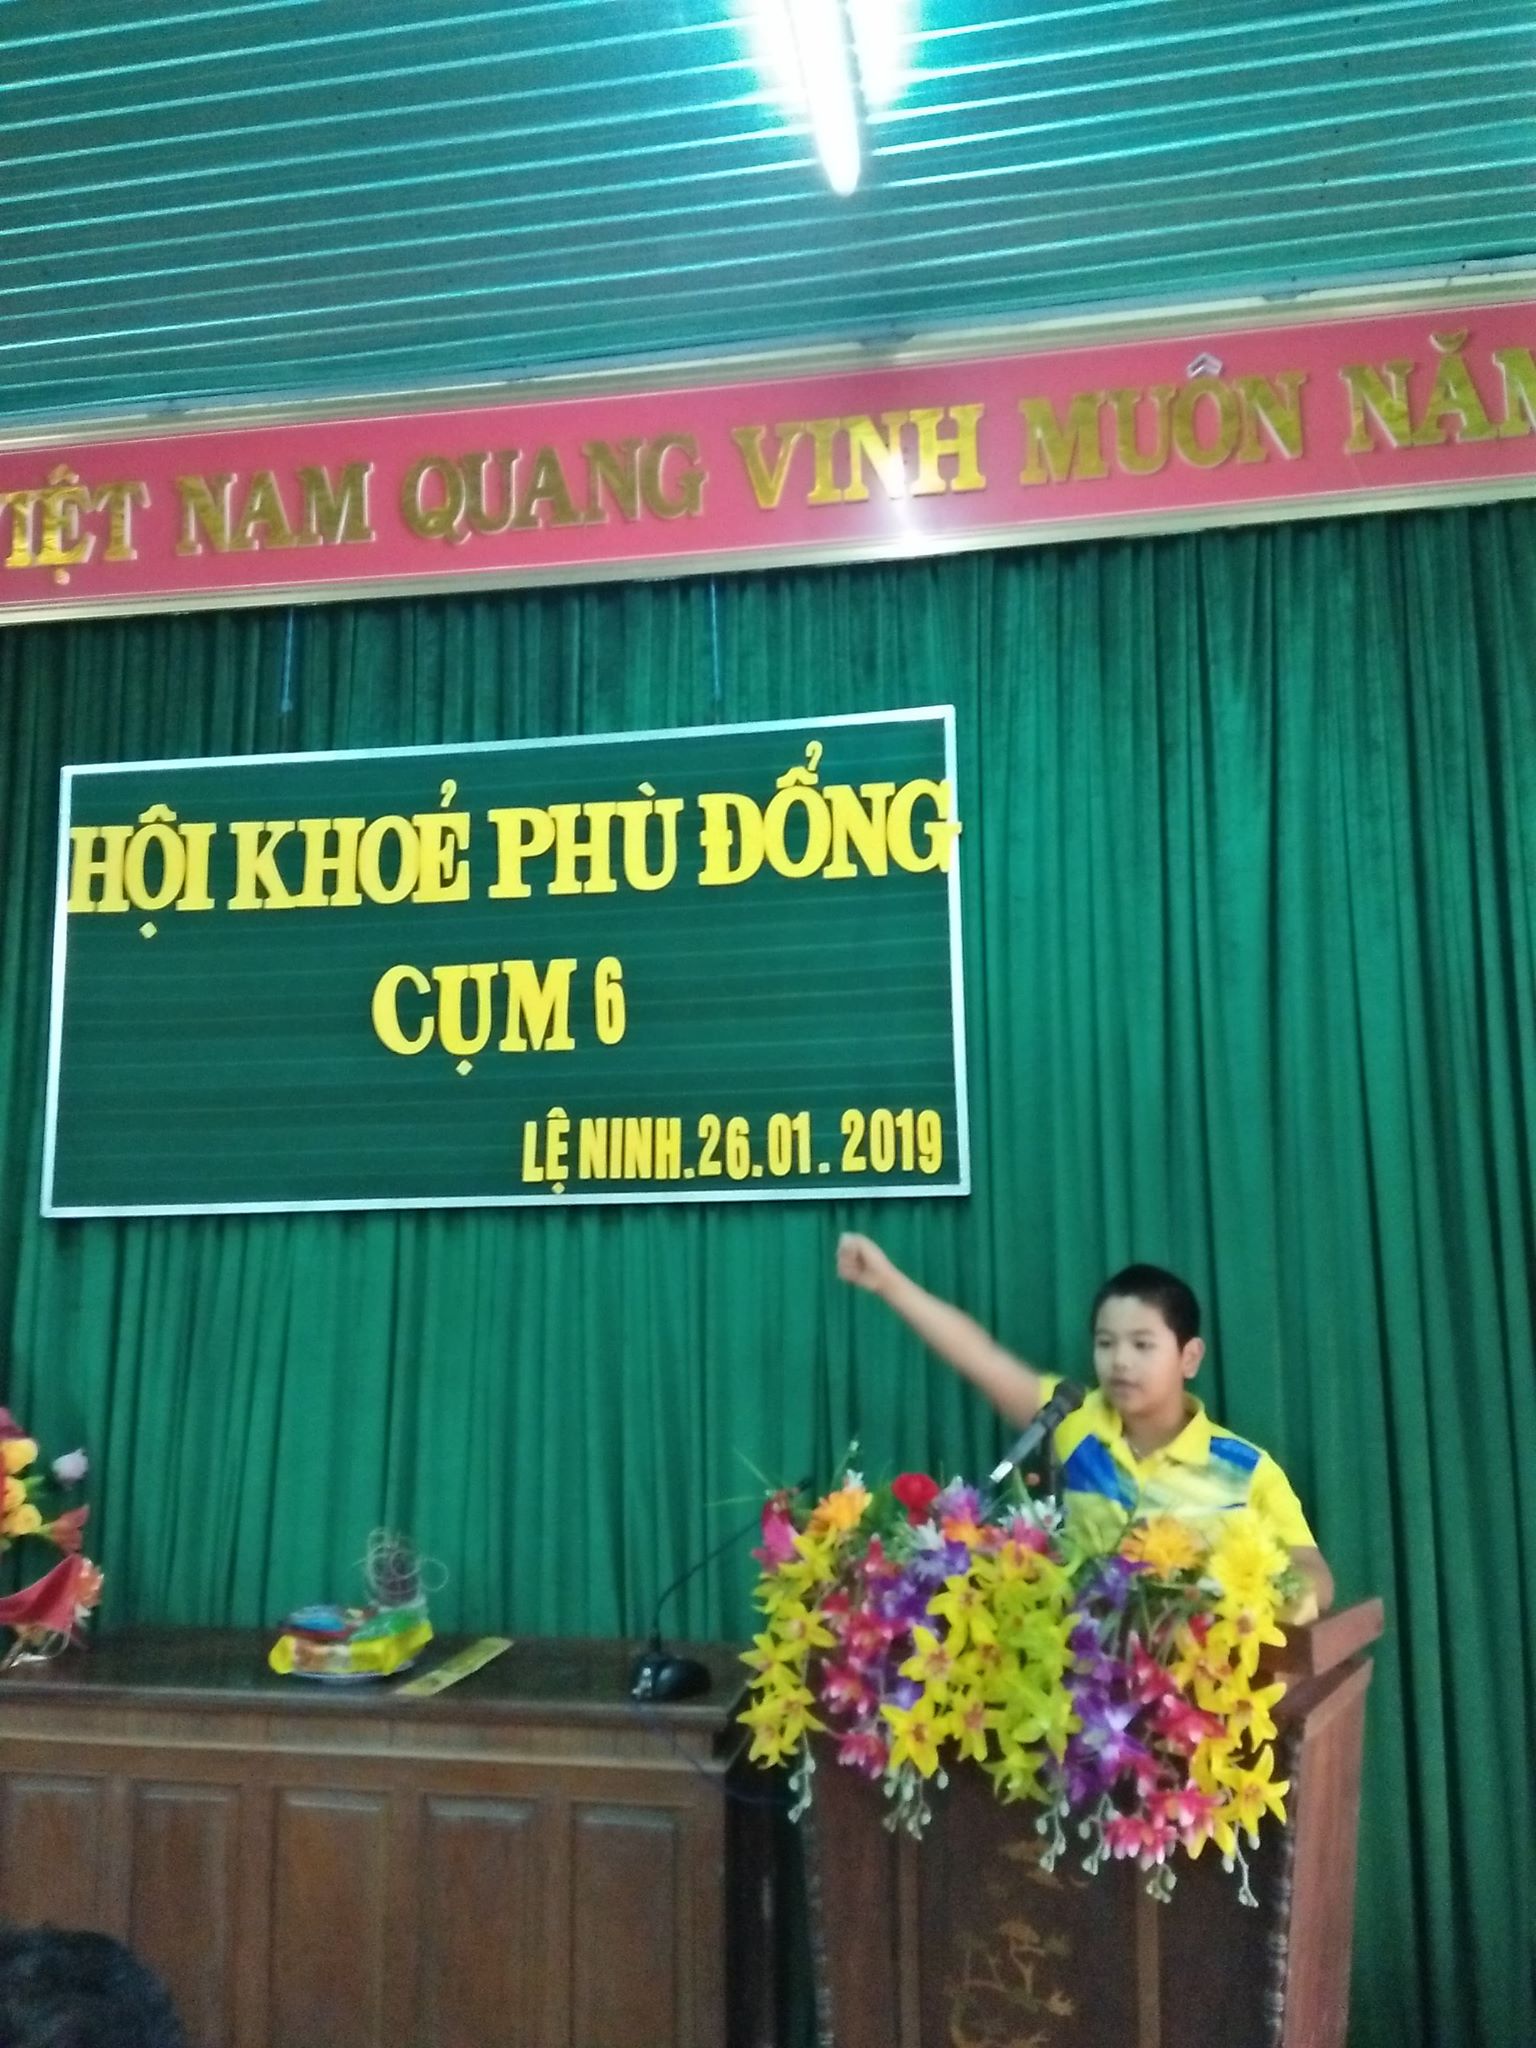 VIỆT NAM QUANG VINH MUÔN NĂM
HỘI KHOẺ PHÙ ĐỔNG
CỤM 6
LỆ NINH.26.01.2019